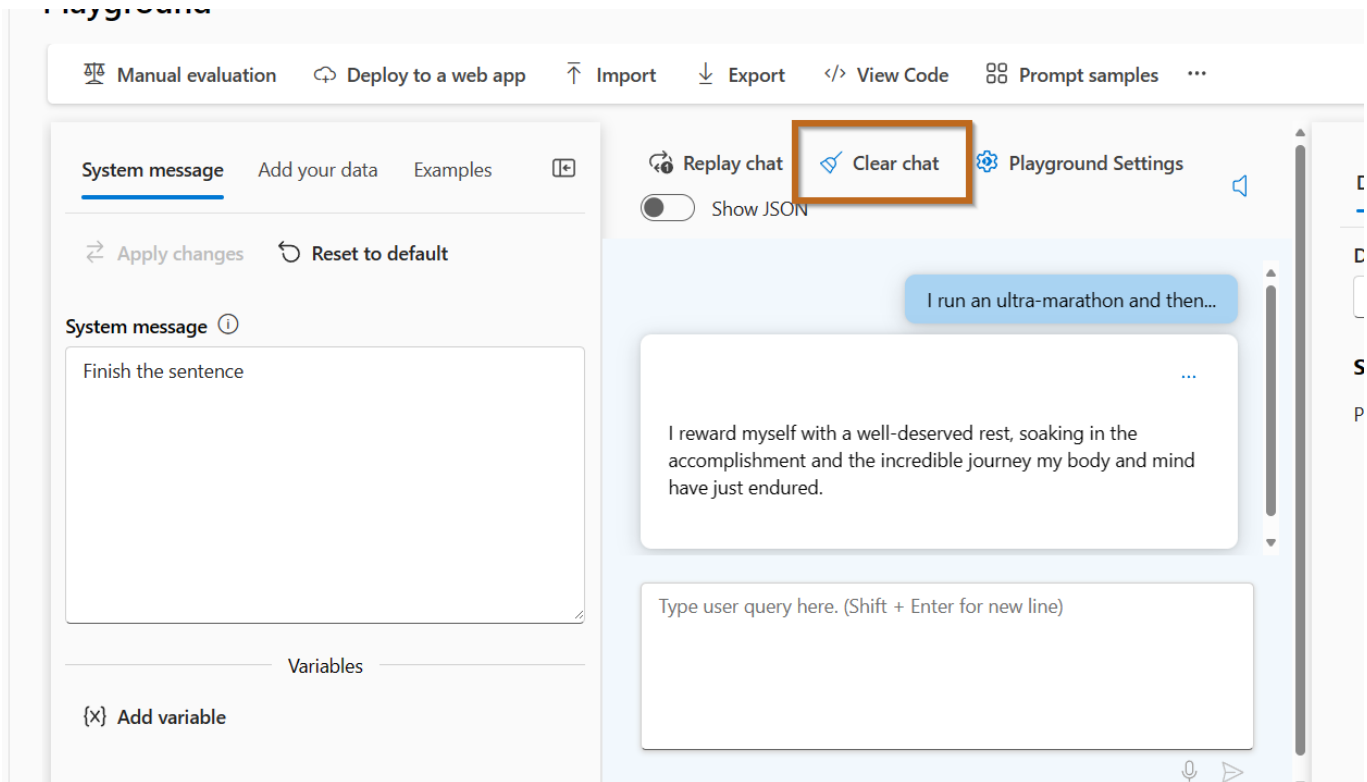 Playground
Manual evaluation Deploy to a web app Import Export </> View Code Prompt samples ...
System message Add your data Examples
Apply changes Reset to default
System message
Finish the sentence
Variables
{x} Add variable
Replay chat Clear chat Playground Settings
Show JSON
I run an ultra-marathon and then...
...
I reward myself with a well-deserved rest, soaking in the
accomplishment and the incredible journey my body and mind
have just endured.
Type user query here. (Shift + Enter for new line)